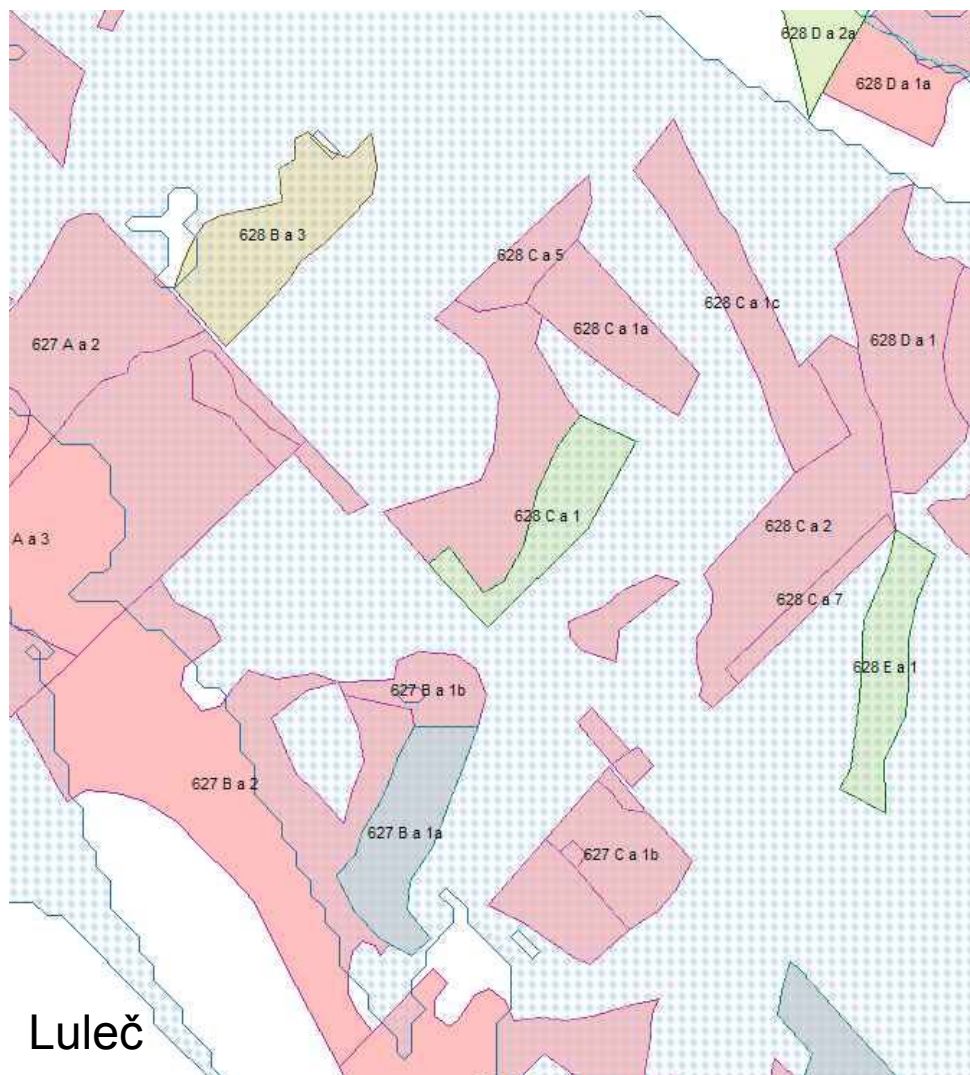 628 D a 2a
628 D a 1a
628 B a 3
628 C a 5
628 C a 1c
628 C a 1a
627 A a 2
628 D a 1
628 C a 1
628 C a 2
A a 3
628 C a 7
628 E a 1
627 B a 1b
627 B a 2
627 B a 1a
627 C a 1b
Luleč